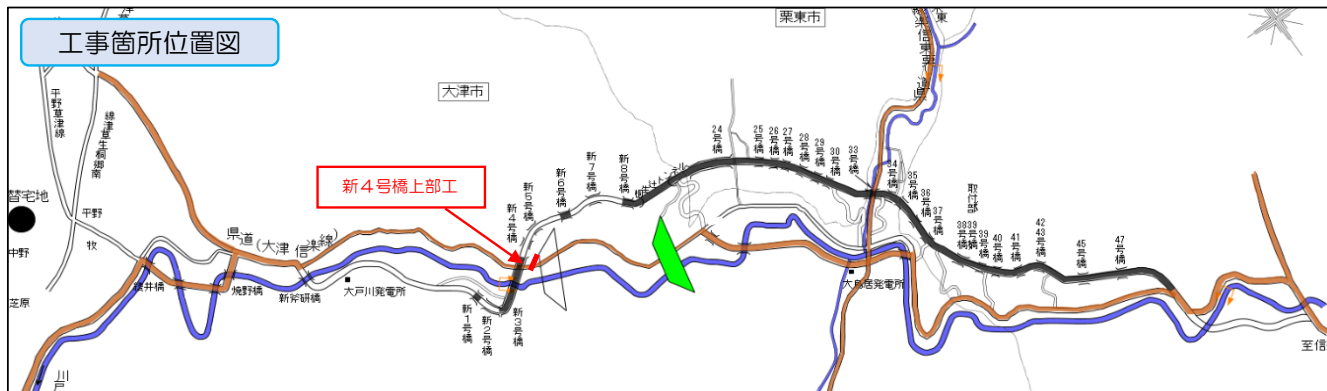 工事箇所位置図
栗東市
大津市
新４号橋上部工
平野草津線
線津草生桐郷南
替宅地
平野
中野
牧
芝原
県道(大津信楽線)
焼野橋
新斧研橋
大戸川発電所
新1号橋
新2号橋
新3号橋
新4号橋
新5号橋
新6号橋
新7号橋
新8号橋
24号橋
25号橋
26号橋
27号橋
28号橋
29号橋
30号橋
33号橋
34号橋
35号橋
36号橋
37号橋
取付部
38号橋
39号橋
39号橋
40号橋
41号橋
42
43号橋
45号橋
47号橋
大鳥居発電所
至信